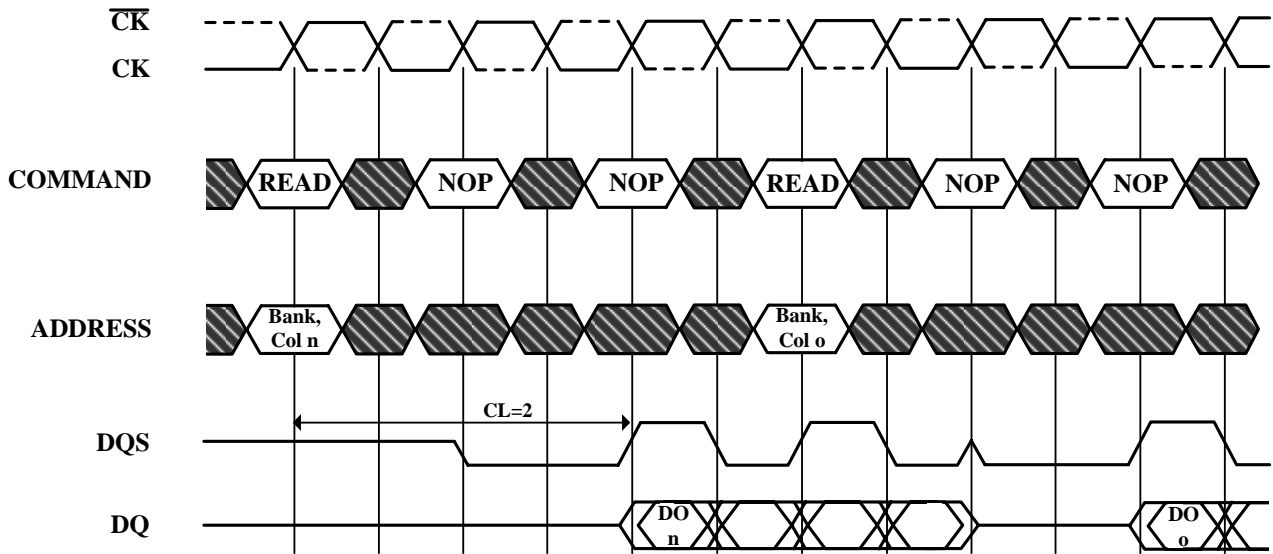 CK
CK
COMMAND
READ
NOP
NOP
READ
NOP
NOP
ADDRESS
Bank,
Col n
Bank,
Col o
CL=2
DQS
DQ
DO
n
DO
o